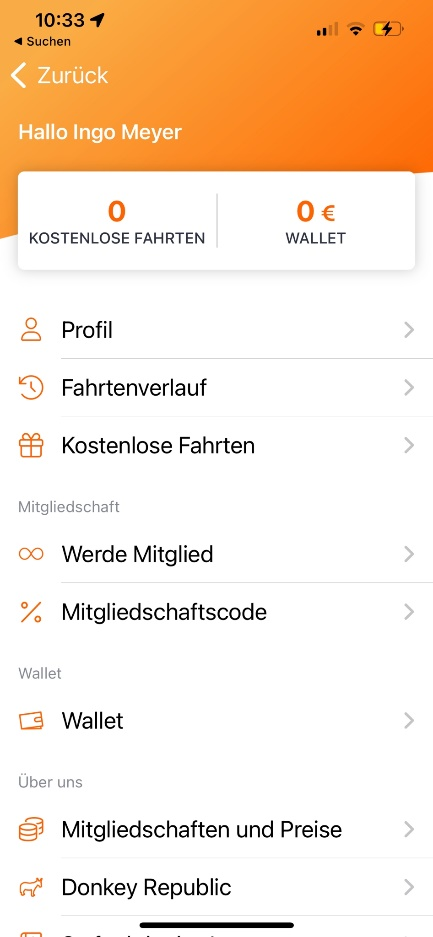 10:33
Suchen
Zurück
Hallo Ingo Meyer
0
KOSTENLOSE FAHRTEN
0 €
WALLET
Profil
Fahrtenverlauf
Kostenlose Fahrten
Mitgliedschaft
Werde Mitglied
Mitgliedschaftscode
Wallet
Wallet
Über uns
Mitgliedschaften und Preise
Donkey Republic